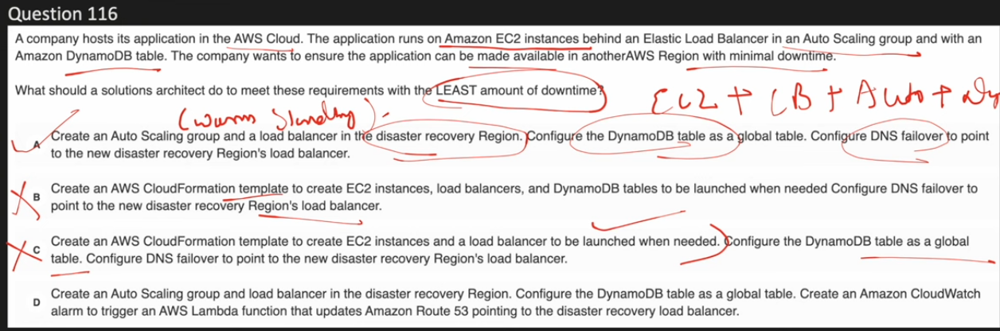 Question 116
A company hosts its application in the AWS Cloud. The application runs on Amazon EC2 instances behind an Elastic Load Balancer in an Auto Scaling group and with an
Amazon DynamoDB table. The company wants to ensure the application can be made available in anotherAWS Region with minimal downtime.
What should a solutions architect do to meet these requirements with the LEAST amount of downtime?
EC2 + LB + Auto + Dy
(Warm Standby).
A Create an Auto Scaling group and a load balancer in the disaster recovery Region. Configure the DynamoDB table as a global table. Configure DNS failover to point
to the new disaster recovery Region's load balancer.
B Create an AWS CloudFormation template to create EC2 instances, load balancers, and DynamoDB tables to be launched when needed Configure DNS failover to
point to the new disaster recovery Region's load balancer.
C Create an AWS CloudFormation template to create EC2 instances and a load balancer to be launched when needed. Configure the DynamoDB table as a global
table. Configure DNS failover to point to the new disaster recovery Region's load balancer.
D Create an Auto Scaling group and load balancer in the disaster recovery Region. Configure the DynamoDB table as a global table. Create an Amazon CloudWatch
alarm to trigger an AWS Lambda function that updates Amazon Route 53 pointing to the disaster recovery load balancer.